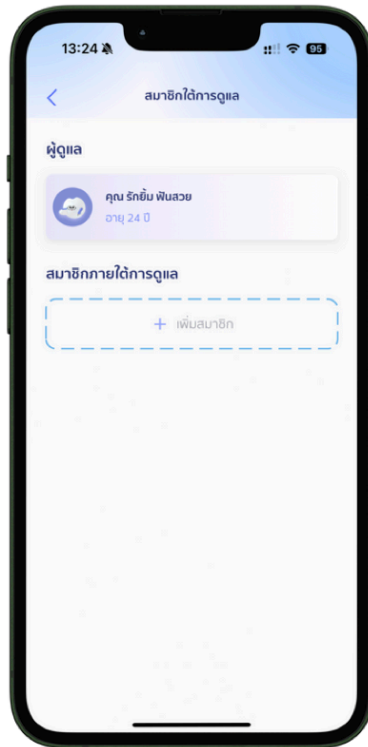 13:24
95
สมาชิกใต้การดูแล
ผู้ดูแล
คุณ รักยิ้ม ฟันสวย
อายุ 24 ปี
สมาชิกภายใต้การดูแล
+ เพิ่มสมาชิก